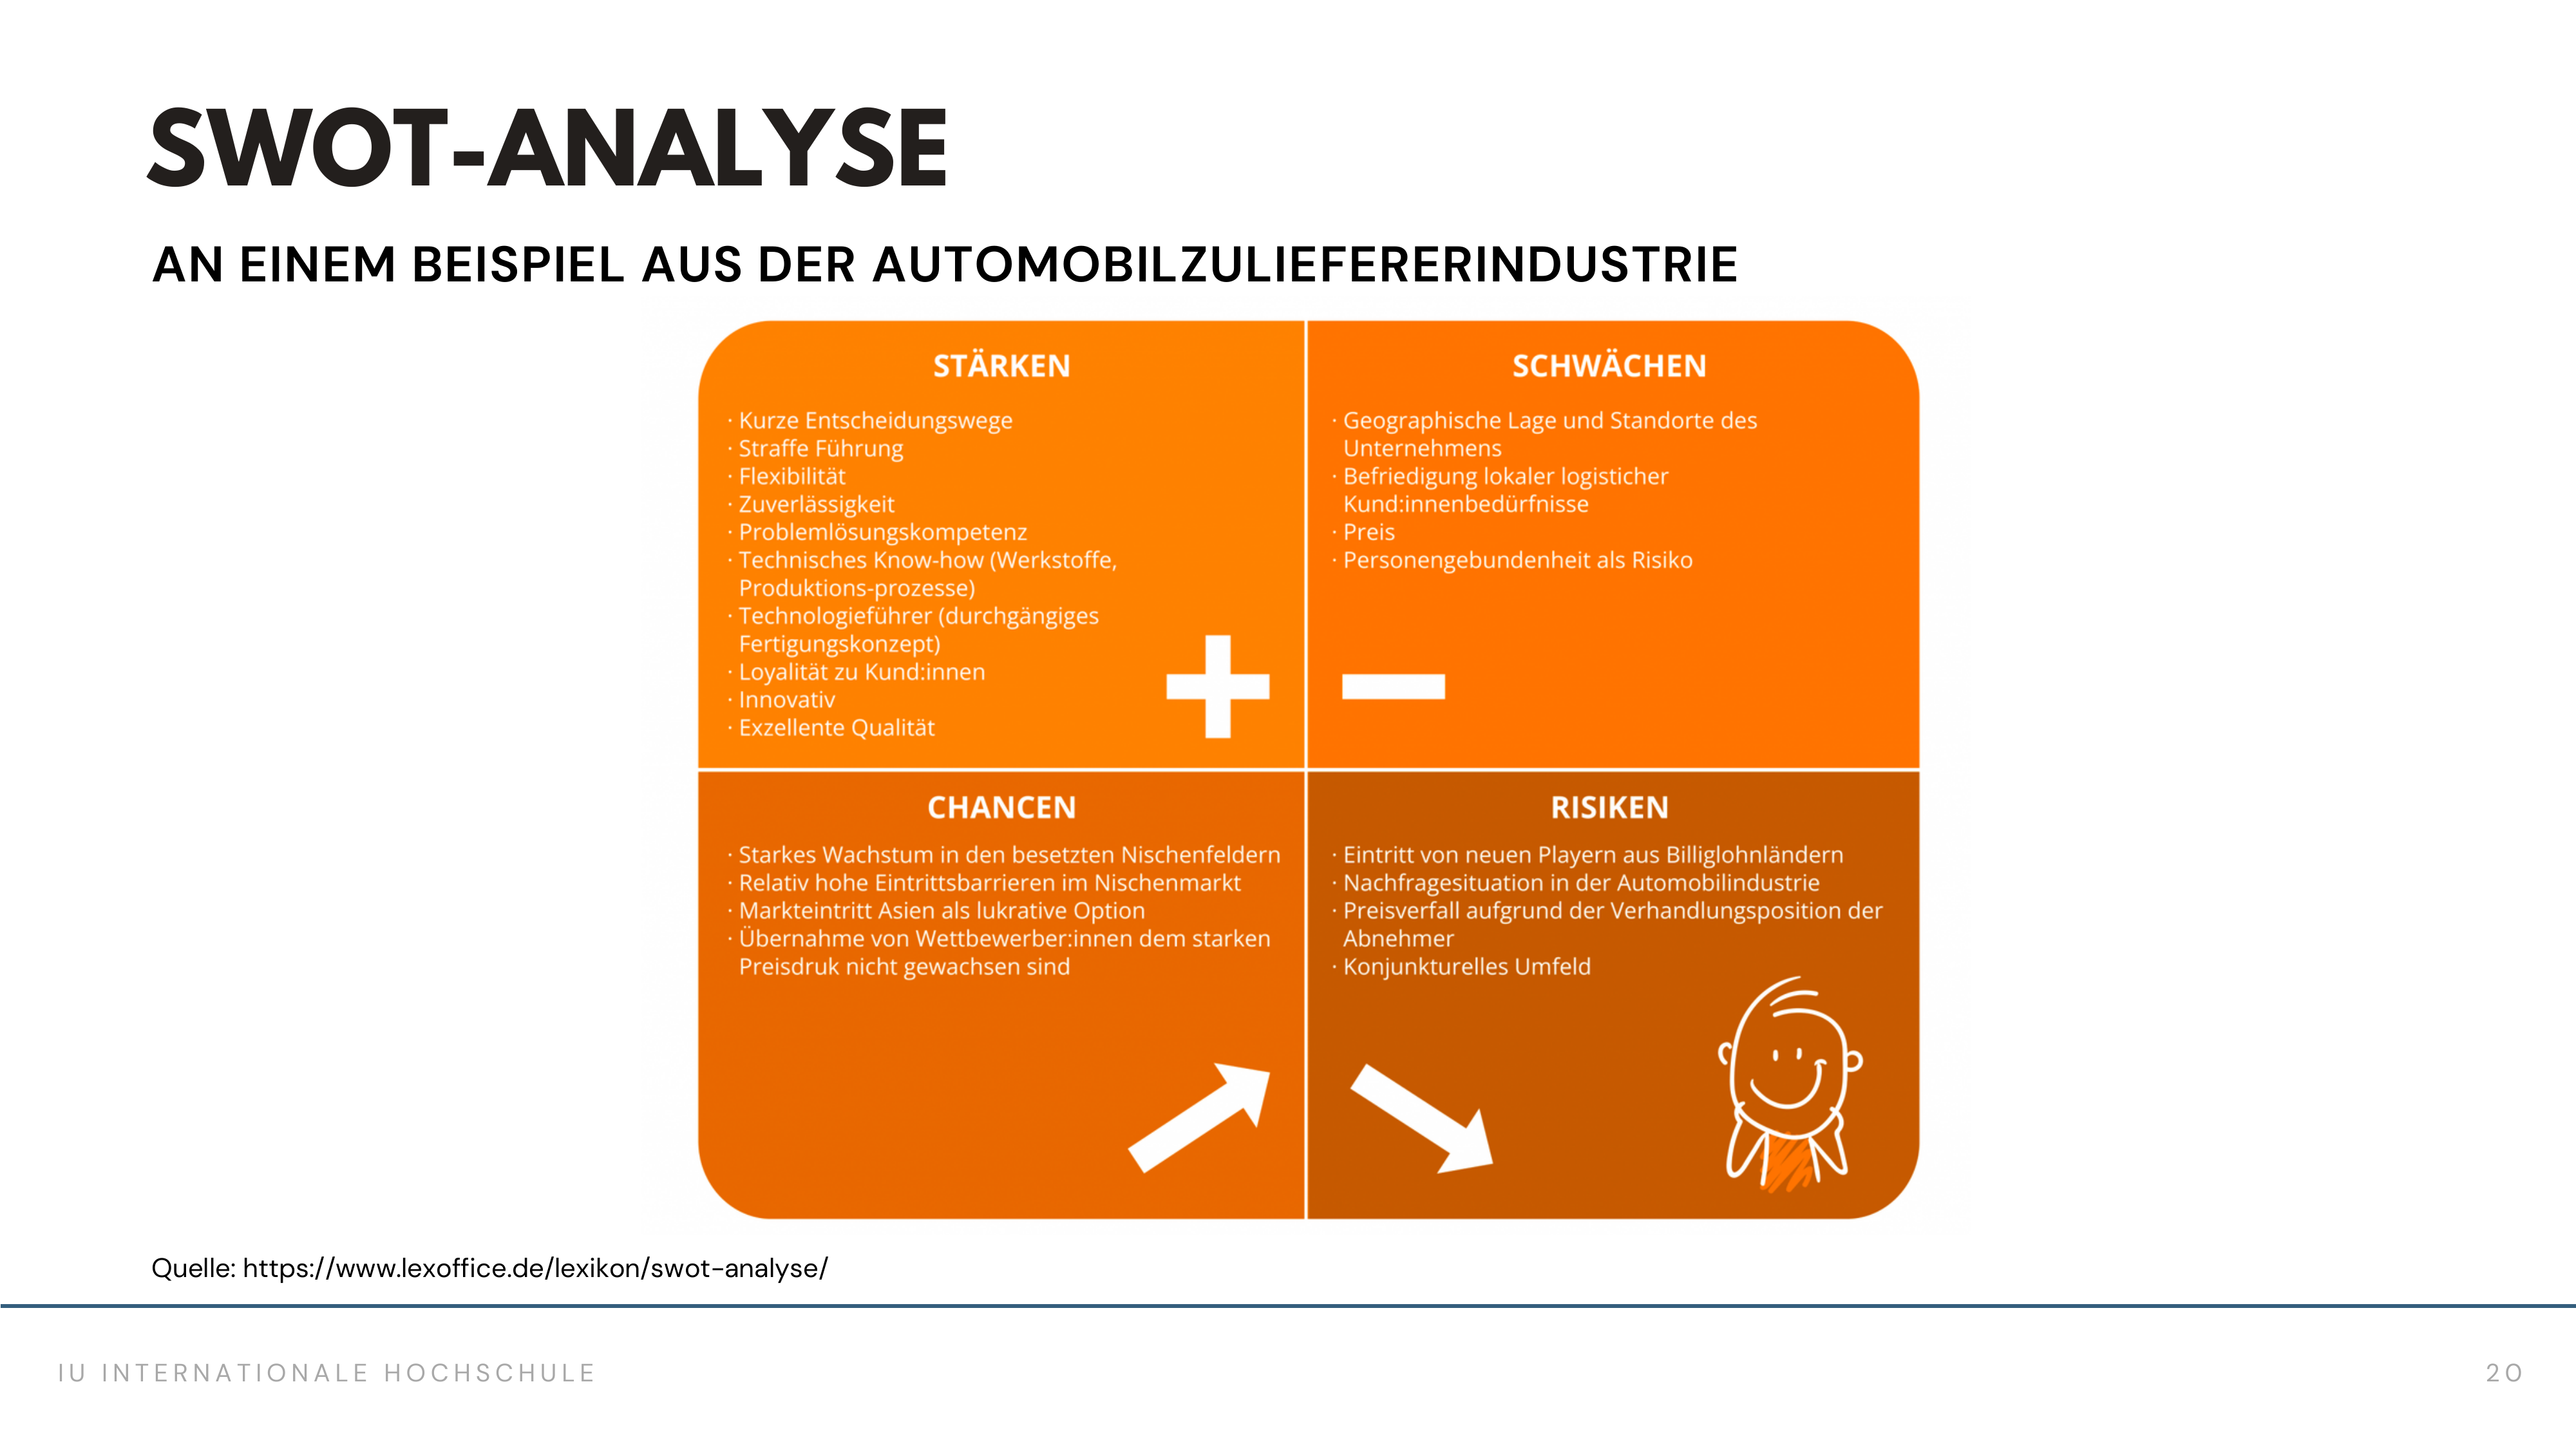 SWOT-ANALYSE
AN EINEM BEISPIEL AUS DER AUTOMOBILZULIEFERERINDUSTRIE
STÄRKEN
· Kurze Entscheidungswege
· Straffe Führung
· Flexibilität
· Zuverlässigkeit
· Problemlösungskompetenz
· Technisches Know-how (Werkstoffe,
Produktions-prozesse)
· Technologieführer (durchgängiges
Fertigungskonzept)
· Loyalität zu Kund:innen
· Innovativ
· Exzellente Qualität
SCHWÄCHEN
· Geographische Lage und Standorte des
Unternehmens
· Befriedigung lokaler logisticher
Kund:innenbedürfnisse
· Preis
· Personengebundenheit als Risiko
CHANCEN
· Starkes Wachstum in den besetzten Nischenfeldern
· Relativ hohe Eintrittsbarrieren im Nischenmarkt
· Markteintritt Asien als lukrative Option
· Übernahme von Wettbewerber:innen dem starken
Preisdruk nicht gewachsen sind
RISIKEN
· Eintritt von neuen Playern aus Billiglohnländern
· Nachfragesituation in der Automobilindustrie
· Preisverfall aufgrund der Verhandlungsposition der
Abnehmer
· Konjunkturelles Umfeld
Quelle: https://www.lexoffice.de/lexikon/swot-analyse/
IU INTERNATIONALE HOCHSCHULE
20